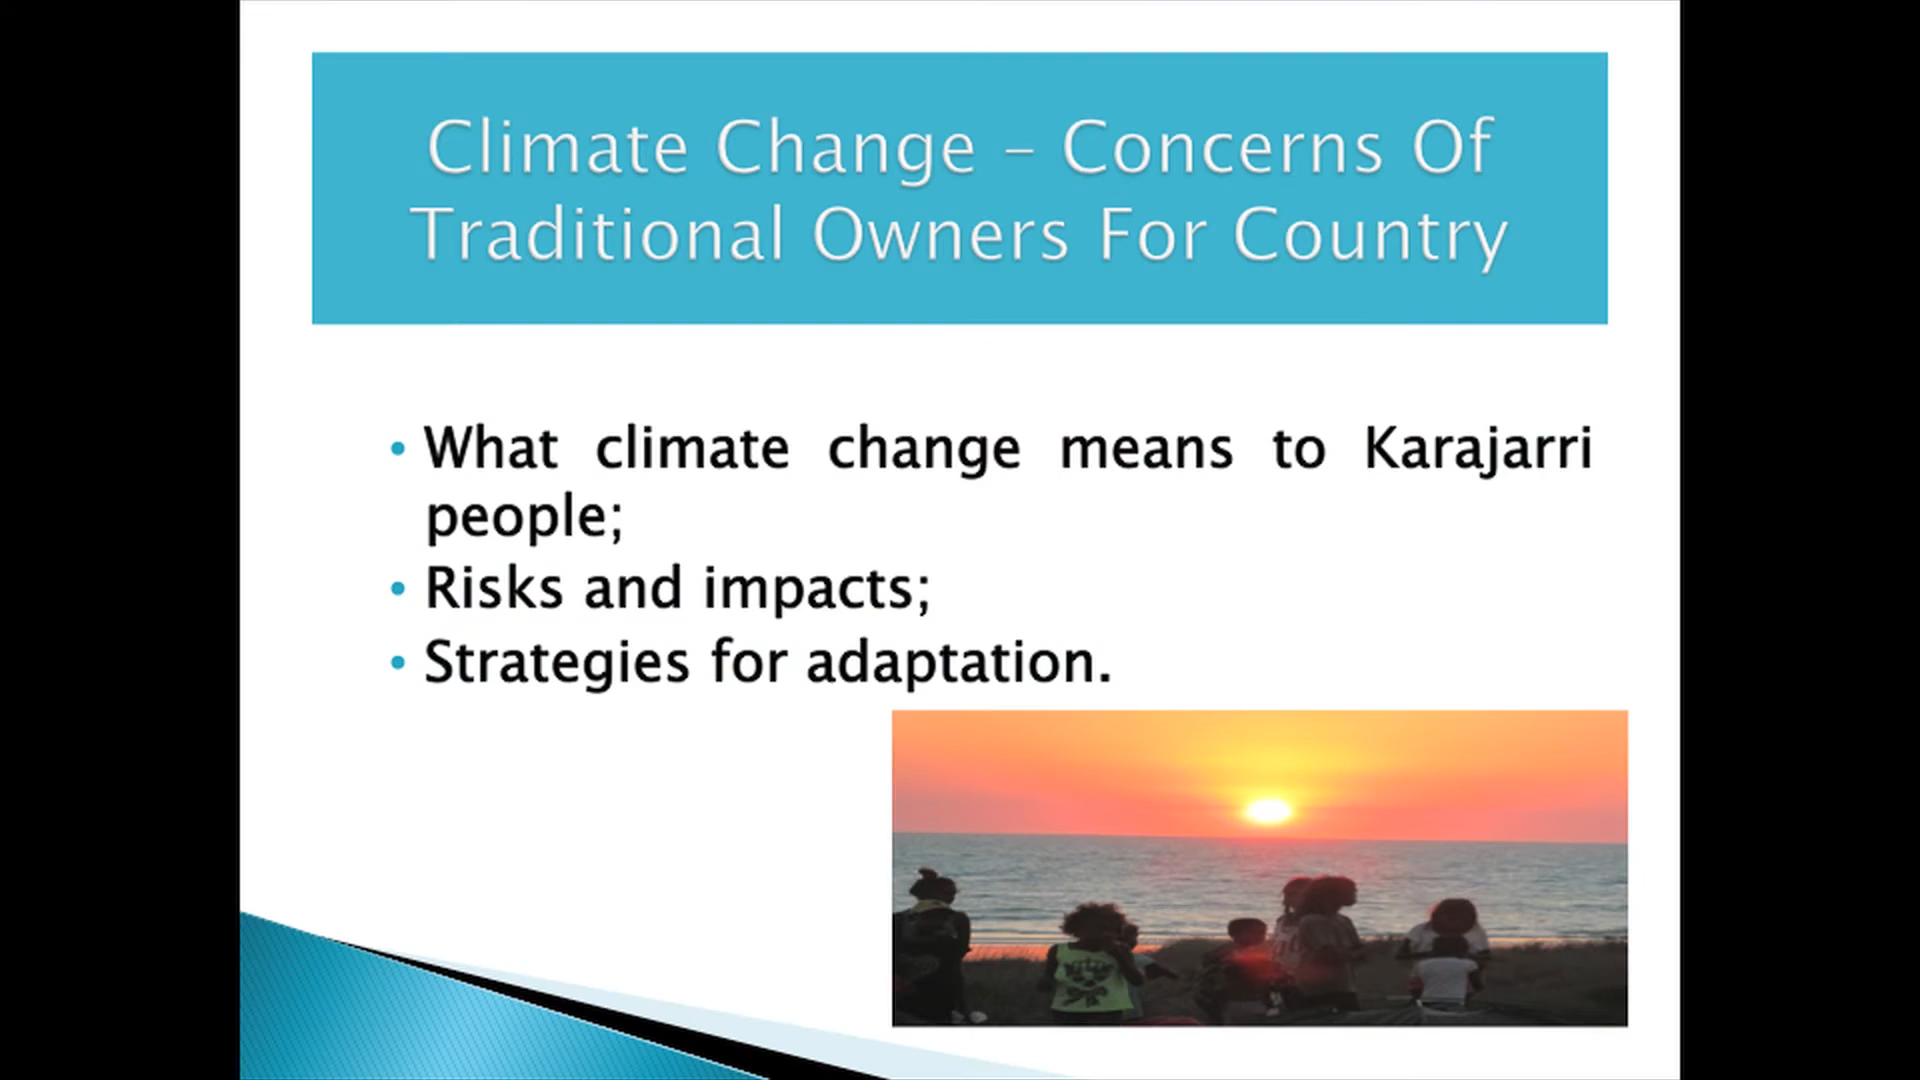 Climate Change – Concerns Of
Traditional Owners For Country
• What climate change means to Karajarri
people;
• Risks and impacts;
• Strategies for adaptation.